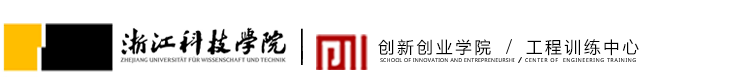 浙江科技学院
ZHEJIANG UNIVERSITÄT FÜR WISSENSCHAFT UND TECHNIK
创新创业学院 / 工程训练中心
SCHOOL OF INNOVATION AND ENTREPRENEURSHI / CENTER OF ENGINEERING TRAINING